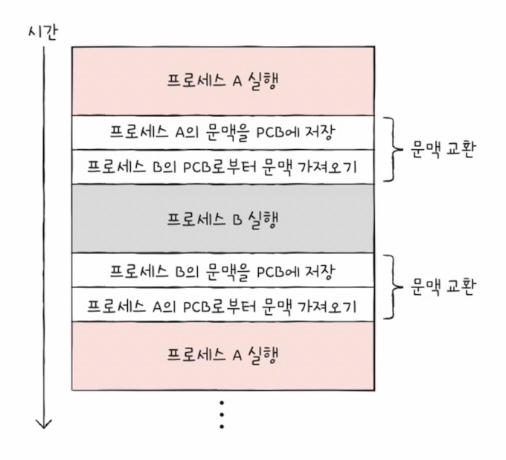 시간
프로세스 A 실행
프로세스 A의 문맥을 PCB에 저장
프로세스 B의 PCB로부터 문맥 가져오기
문맥 교환
프로세스 B 실행
프로세스 B의 문맥을 PCB에 저장
프로세스 A의 PCB로부터 문맥 가져오기
문맥 교환
프로세스 A 실행